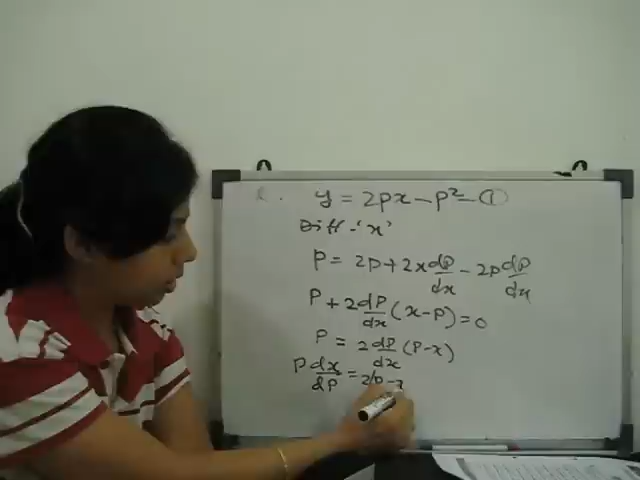 y = 2px - p² - ①
Diff. 'x'
p = 2p + 2x dp/dx - 2p dp/dx
p + 2 dp/dx (x - p) = 0
p = 2 dp/dx (p - x)
p dx/dp = 2(p - x